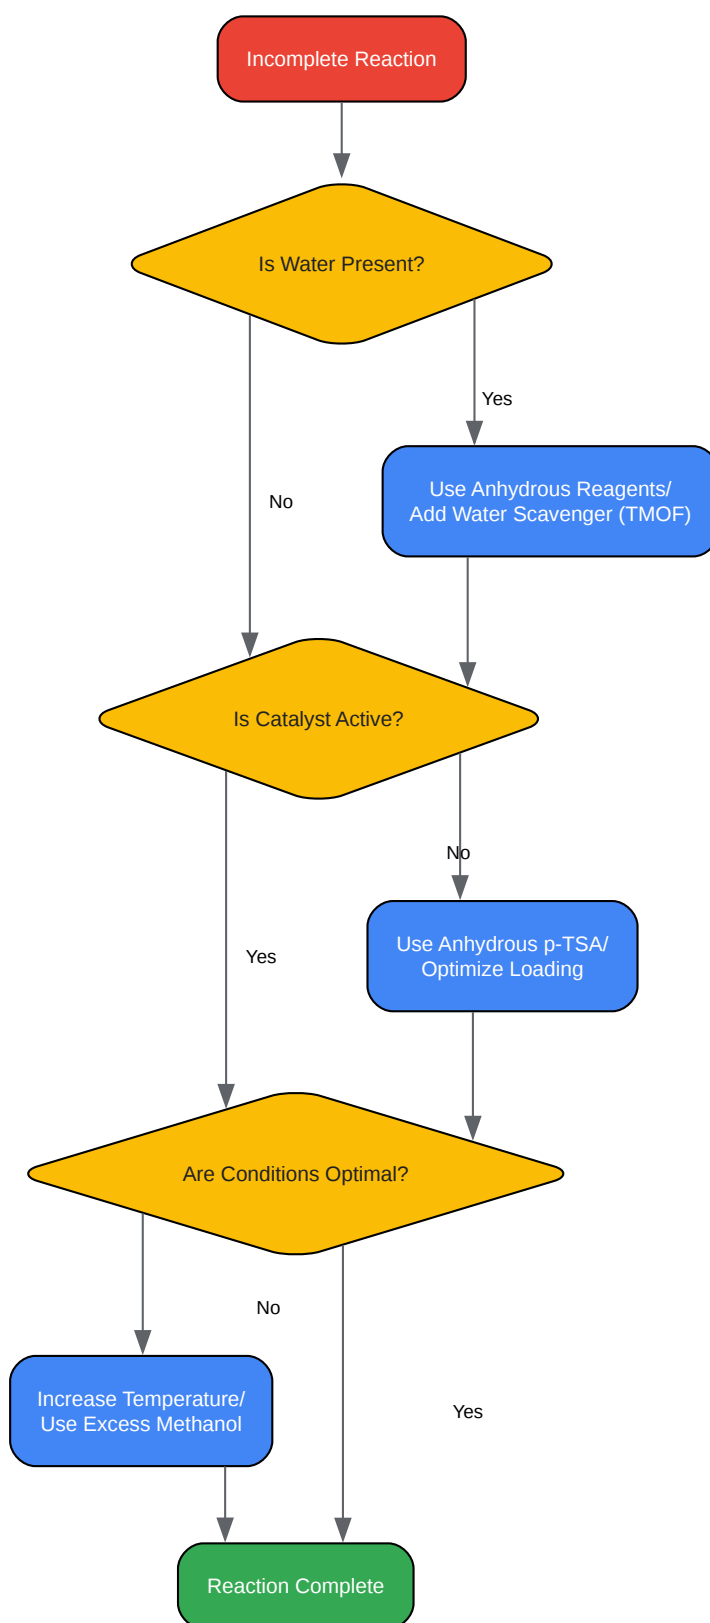 Incomplete Reaction
Is Water Present?
Yes
Use Anhydrous Reagents/
Add Water Scavenger (TMOF)
No
Is Catalyst Active?
No
Use Anhydrous p-TSA/
Optimize Loading
Yes
Are Conditions Optimal?
No
Increase Temperature/
Use Excess Methanol
Yes
Reaction Complete